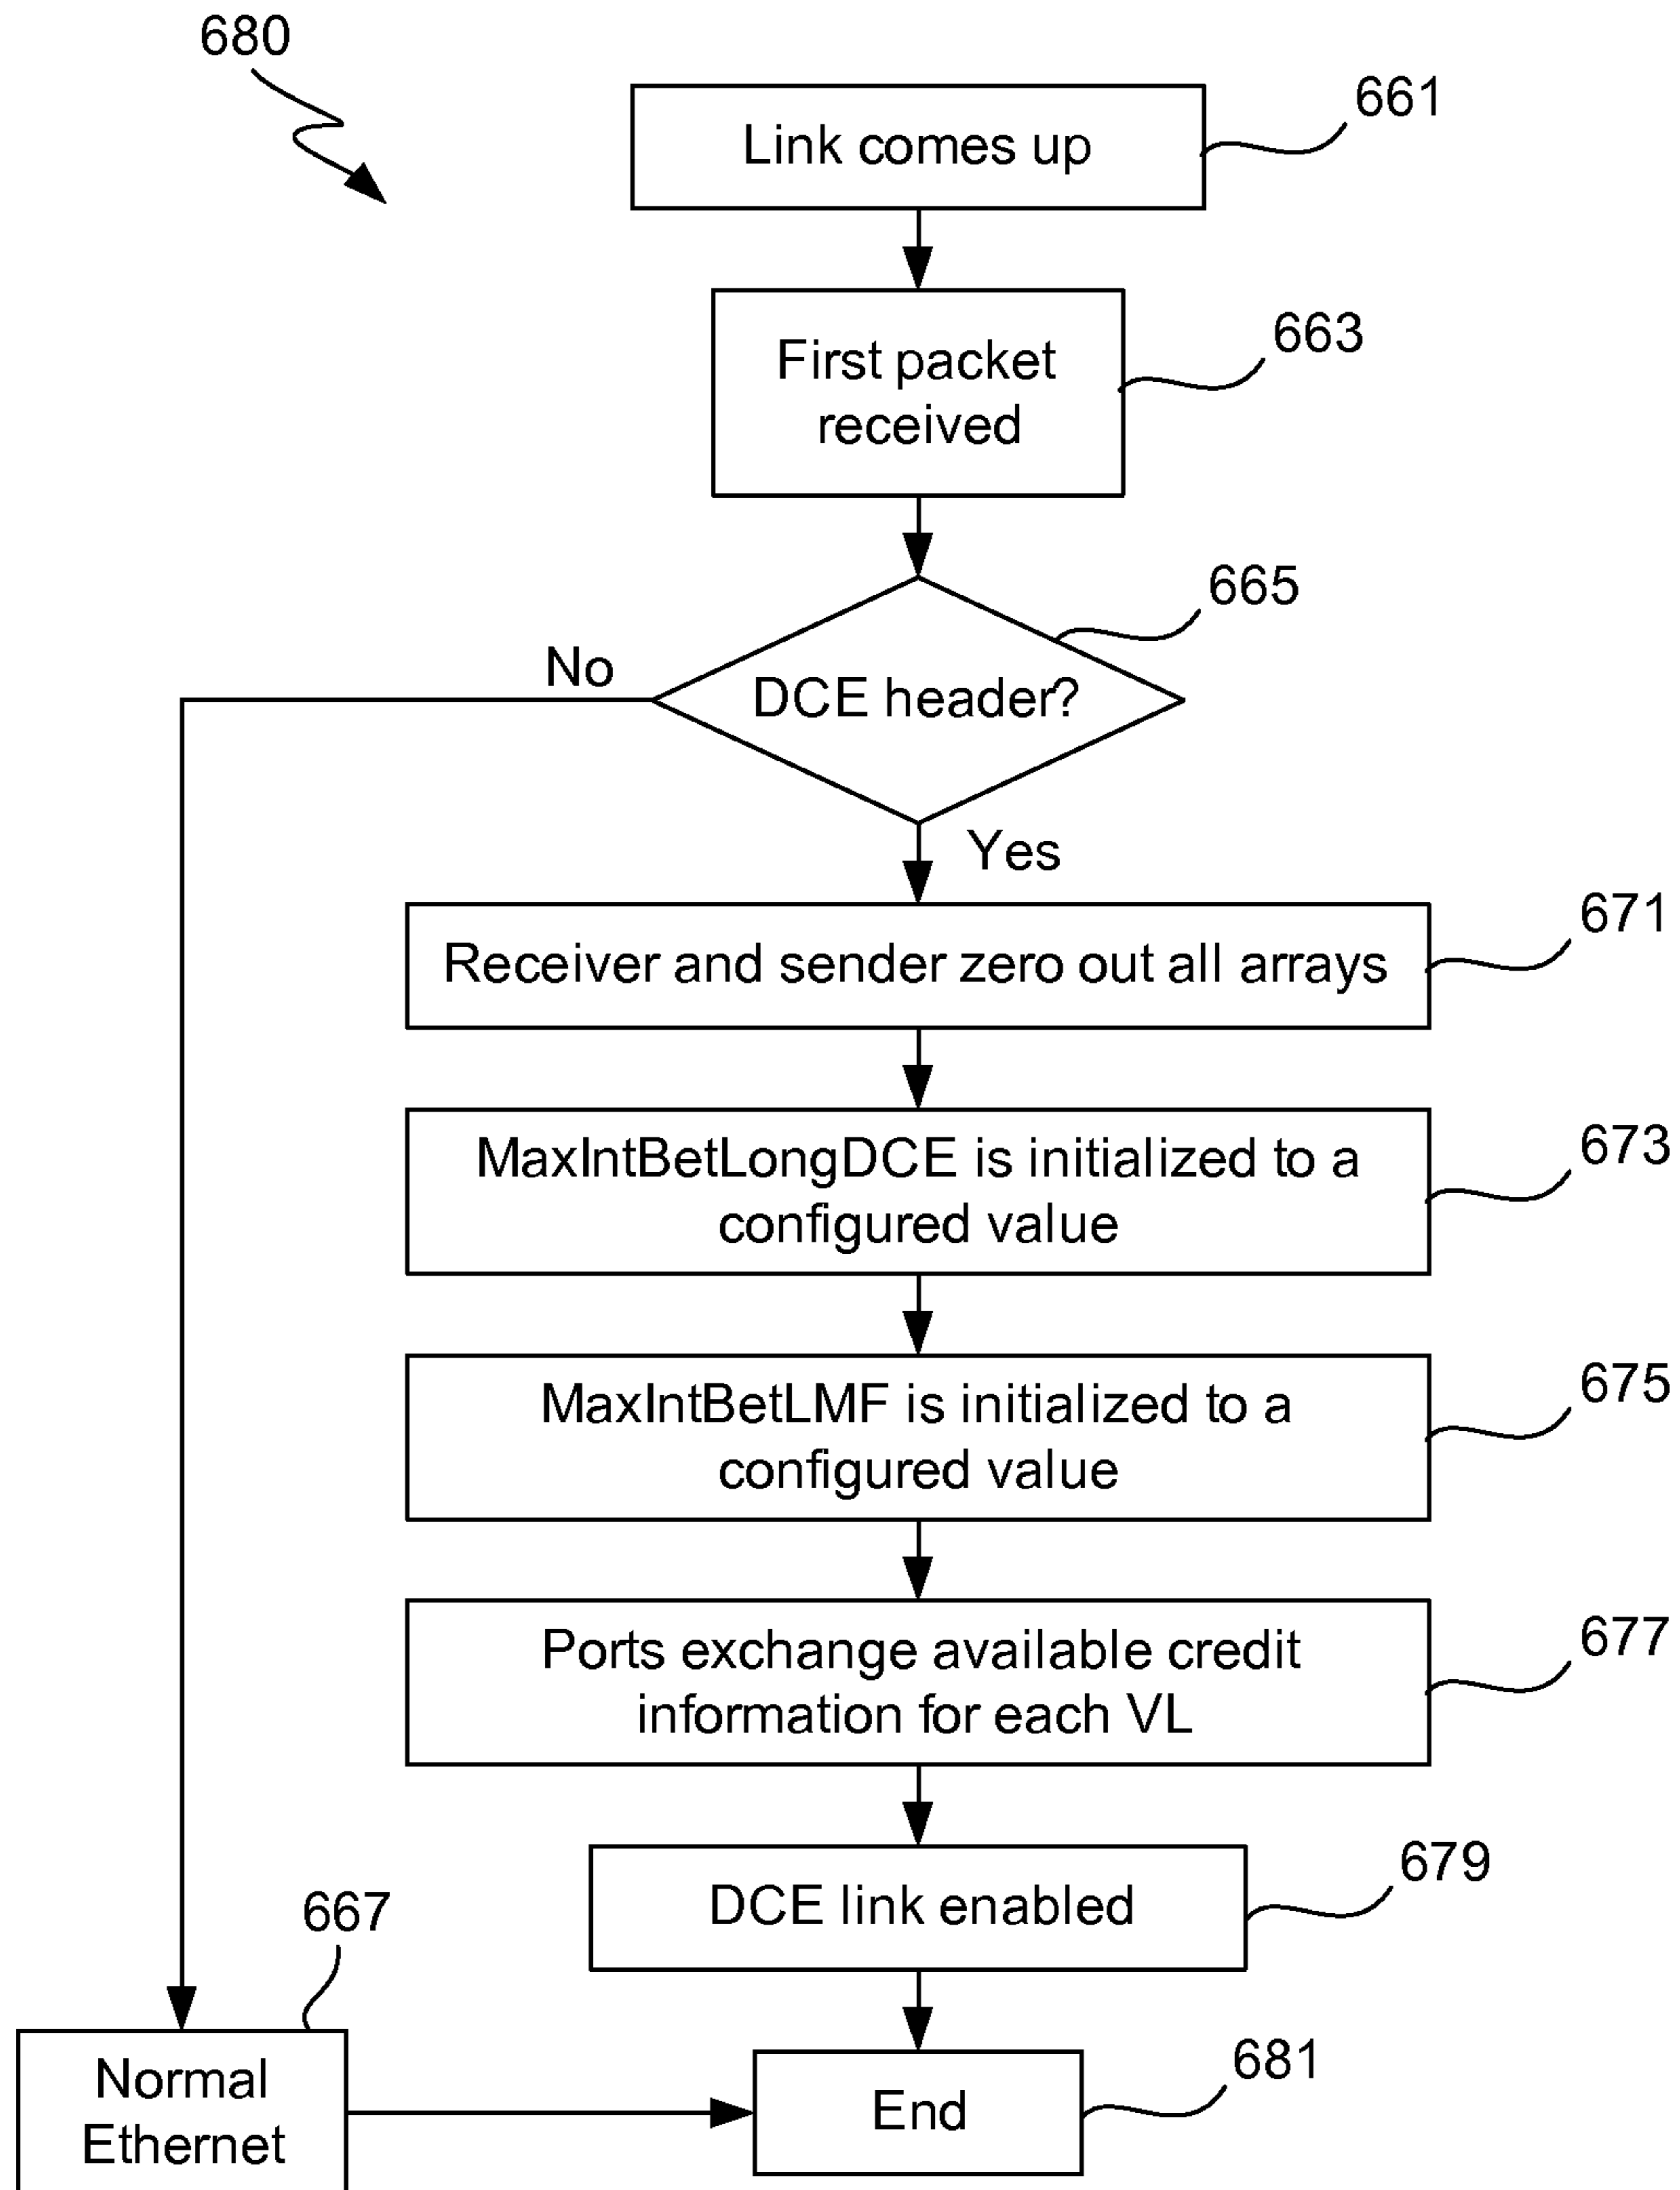 680
Link comes up
661
First packet
received
663
DCE header?
665
No
Yes
Receiver and sender zero out all arrays
671
MaxIntBetLongDCE is initialized to a
configured value
673
MaxIntBetLMF is initialized to a
configured value
675
Ports exchange available credit
information for each VL
677
DCE link enabled
679
667
Normal
Ethernet
End
681